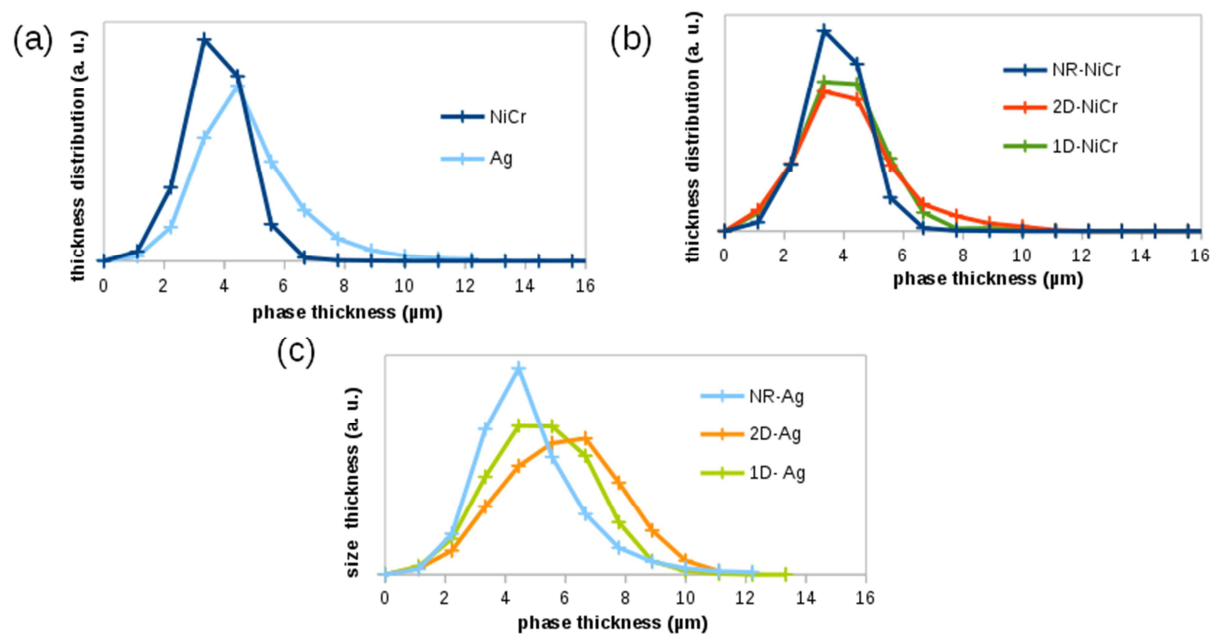 (a)
thickness distribution (a. u.)
NiCr
Ag
0 2 4 6 8 10 12 14 16
phase thickness (µm)
(b)
thickness distribution (a. u.)
NR-NiCr
2D-NiCr
1D-NiCr
0 2 4 6 8 10 12 14 16
phase thickness (µm)
(c)
size thickness (a. u.)
NR-Ag
2D-Ag
1D- Ag
0 2 4 6 8 10 12 14 16
phase thickness (µm)